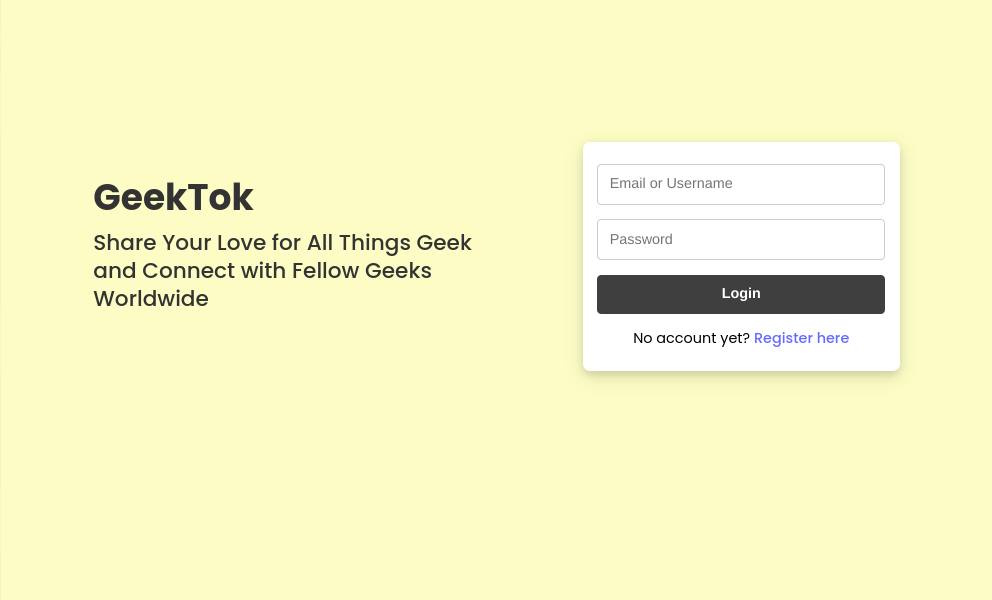 GeekTok
Share Your Love for All Things Geek
and Connect with Fellow Geeks
Worldwide
Email or Username
Password
Login
No account yet? Register here